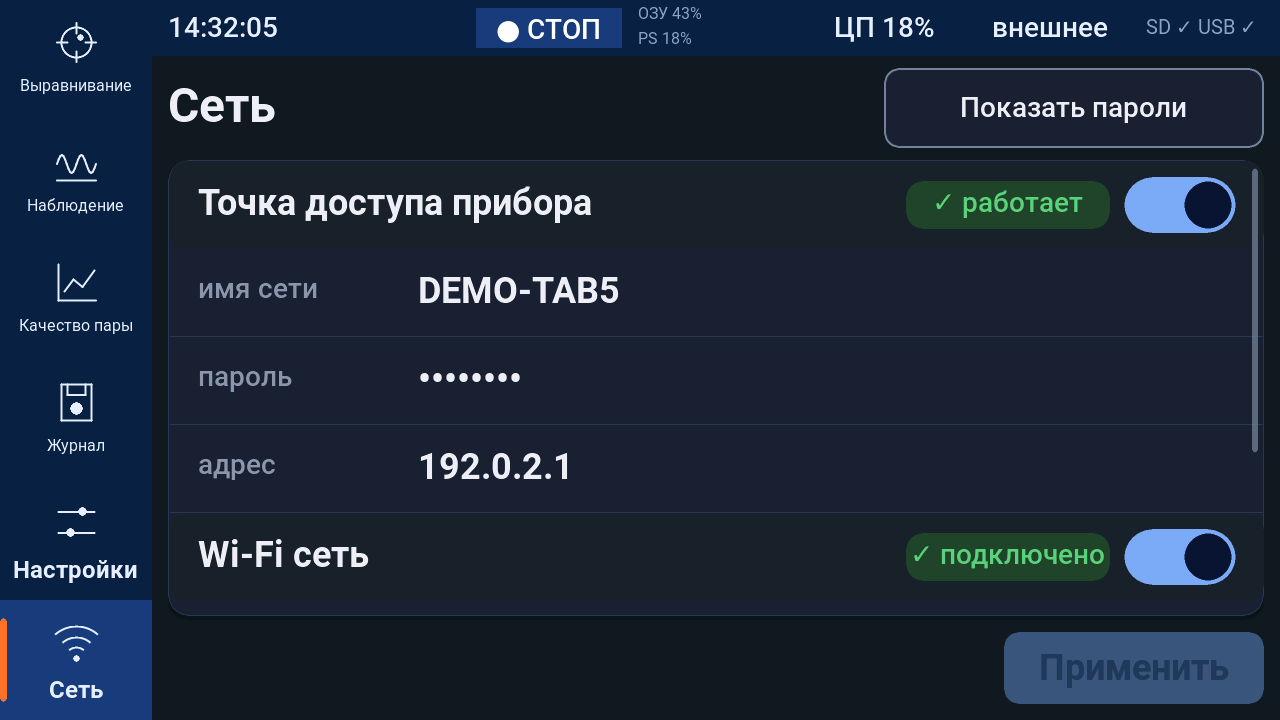 14:32:05
● СТОП
ОЗУ 43%
PS 18%
ЦП 18%
внешнее
SD ✓ USB ✓
Выравнивание
Наблюдение
Качество пары
Журнал
Настройки
Сеть
Сеть
Показать пароли
Точка доступа прибора
✓ работает
имя сети
DEMO-TAB5
пароль
••••••••
адрес
192.0.2.1
Wi-Fi сеть
✓ подключено
Применить